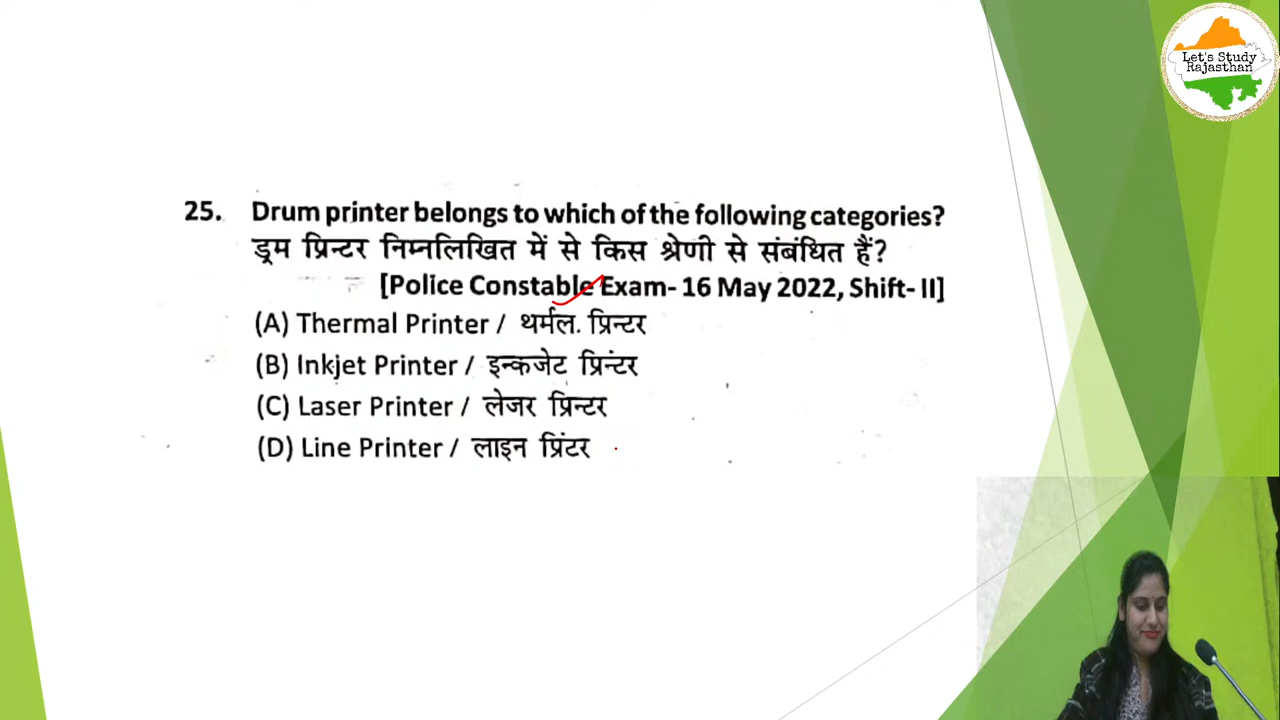 Let's Study
Rajasthan
25. Drum printer belongs to which of the following categories?
ड्रम प्रिन्टर निम्नलिखित में से किस श्रेणी से संबंधित हैं?
[Police Constable Exam- 16 May 2022, Shift- II]
(A) Thermal Printer / थर्मल प्रिन्टर
(B) Inkjet Printer / इन्कजेट प्रिन्टर
(C) Laser Printer / लेजर प्रिन्टर
(D) Line Printer / लाइन प्रिंटर